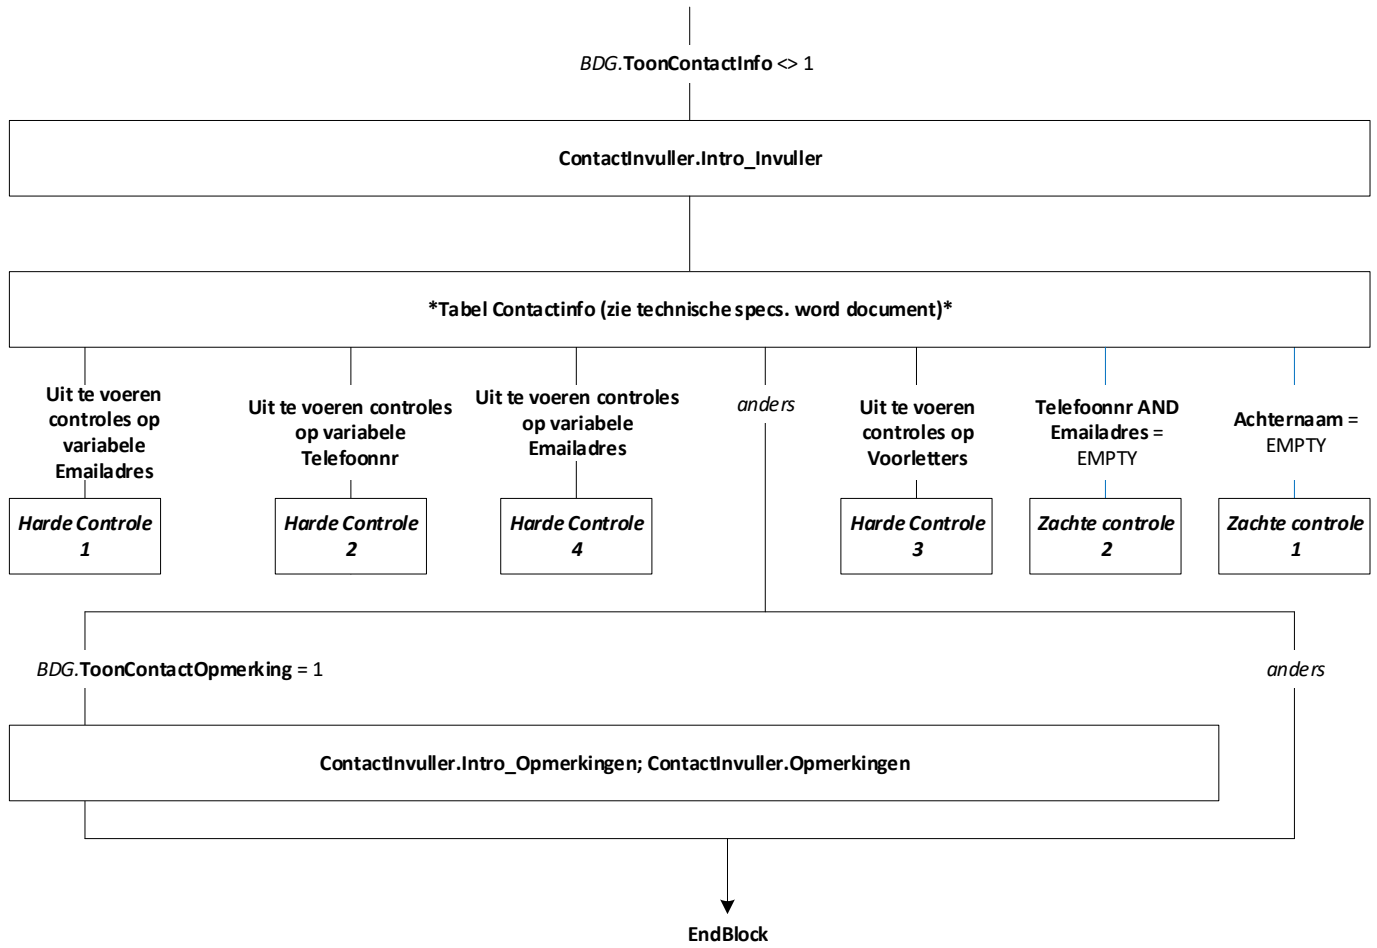 BDG.ToonContactInfo <> 1
ContactInvuller.Intro_Invuller
*Tabel Contactinfo (zie technische specs. word document)*
Uit te voeren
controles op
variabele
Emailadres
Uit te voeren controles
op variabele
Telefoonnr
Uit te voeren controles
op variabele
Emailadres
anders
Uit te voeren
controles op
Voorletters
Telefoonnr AND
Emailadres =
EMPTY
Achternaam =
EMPTY
Harde Controle
1
Harde Controle
2
Harde Controle
4
Harde Controle
3
Zachte controle
2
Zachte controle
1
BDG.ToonContactOpmerking = 1
anders
ContactInvuller.Intro_Opmerkingen; ContactInvuller.Opmerkingen
EndBlock